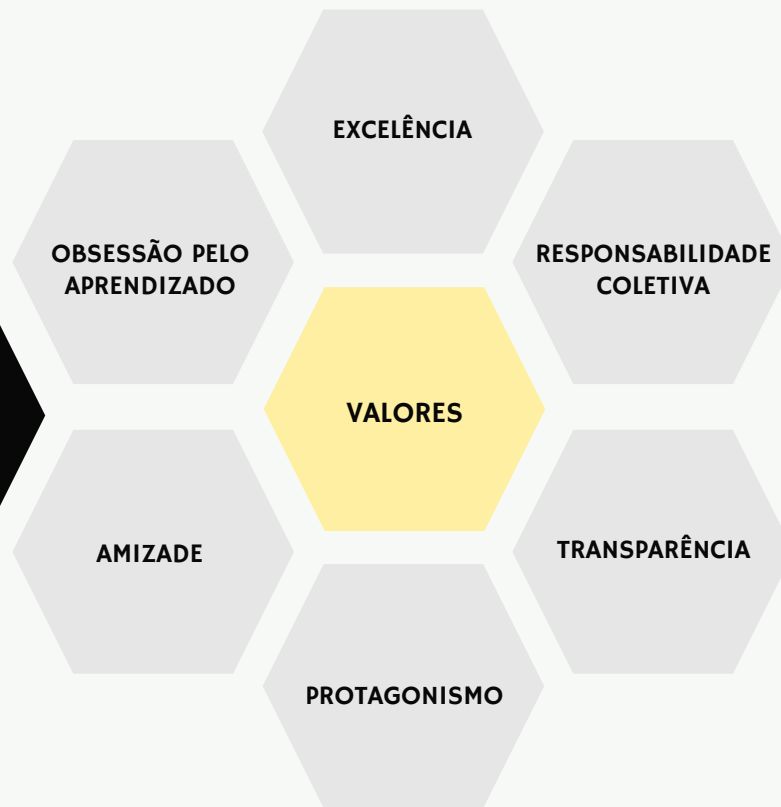 EXCELÊNCIA
OBSESSÃO PELO
APRENDIZADO
RESPONSABILIDADE
COLETIVA
VALORES
AMIZADE
TRANSPARÊNCIA
PROTAGONISMO